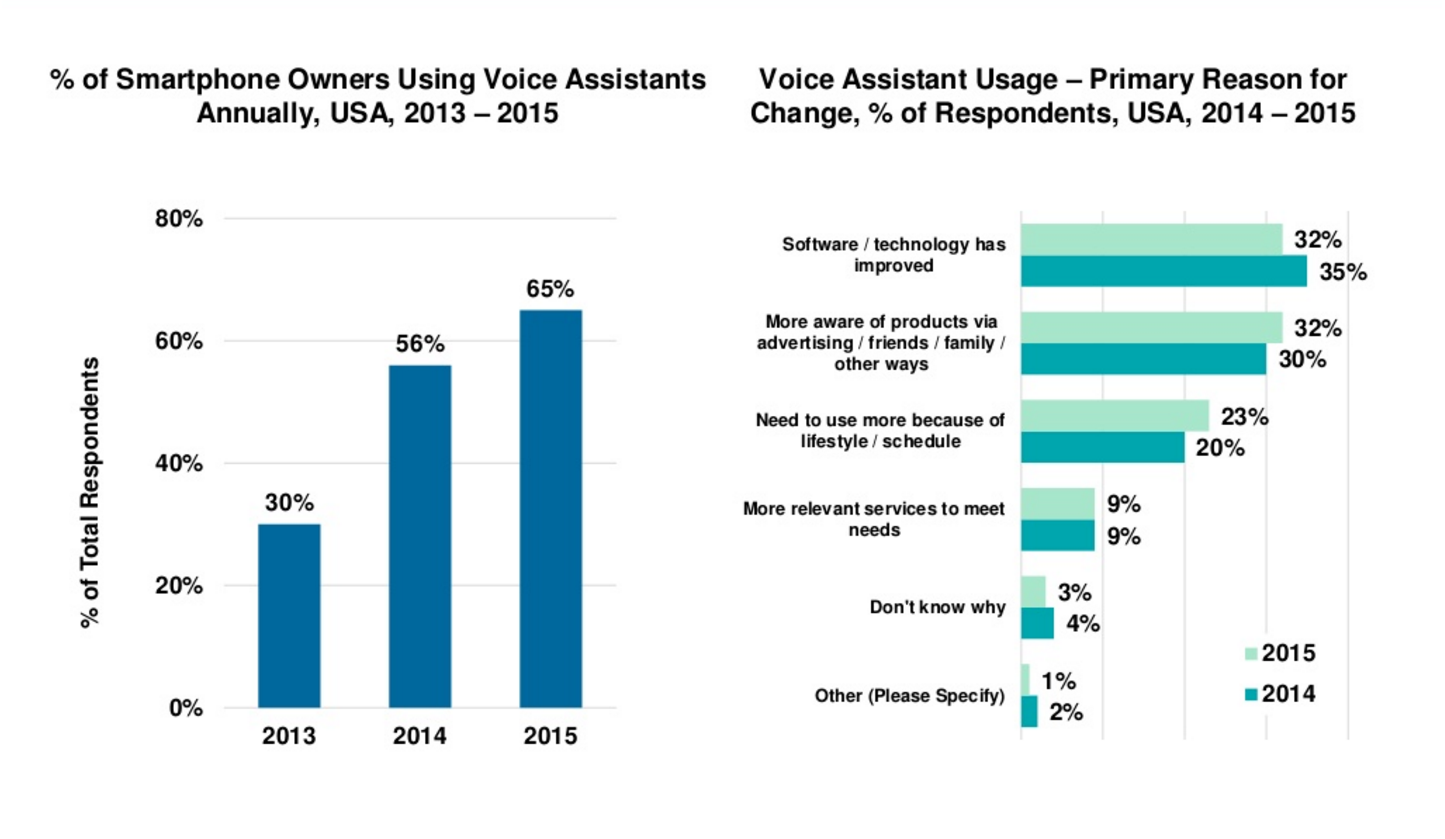 % of Smartphone Owners Using Voice Assistants
Annually, USA, 2013 – 2015
% of Total Respondents
80%
60%
40%
20%
0%
30%
56%
65%
2013
2014
2015
Voice Assistant Usage – Primary Reason for
Change, % of Respondents, USA, 2014 – 2015
Software / technology has
improved
32%
35%
More aware of products via
advertising / friends / family /
other ways
32%
30%
Need to use more because of
lifestyle / schedule
23%
20%
More relevant services to meet
needs
9%
9%
Don't know why
3%
4%
Other (Please Specify)
1%
2%
2015
2014